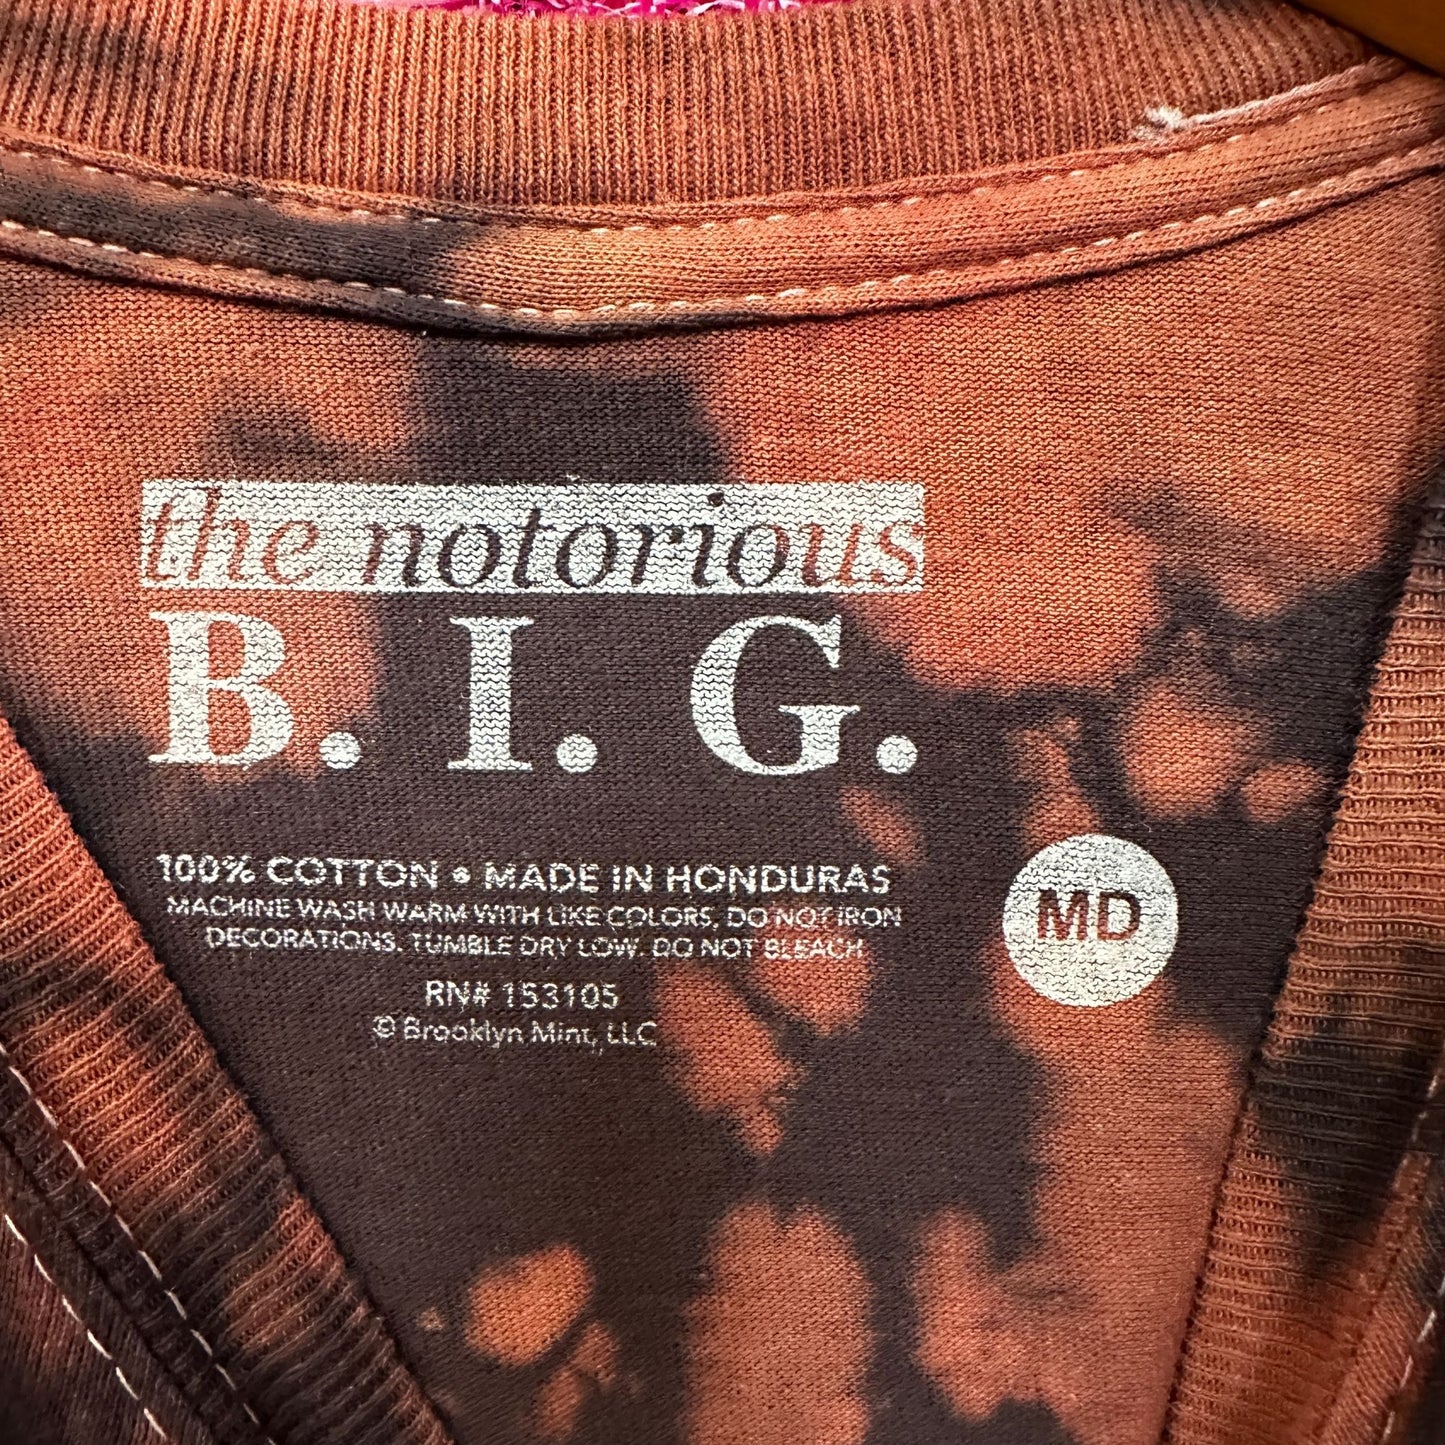 the notorious
B. I. G.
100% COTTON • MADE IN HONDURAS
MACHINE WASH WARM WITH LIKE COLORS, DO NOT IRON
DECORATIONS. TUMBLE DRY LOW. DO NOT BLEACH
RN# 153105
© Brooklyn Mint, LLC
MD